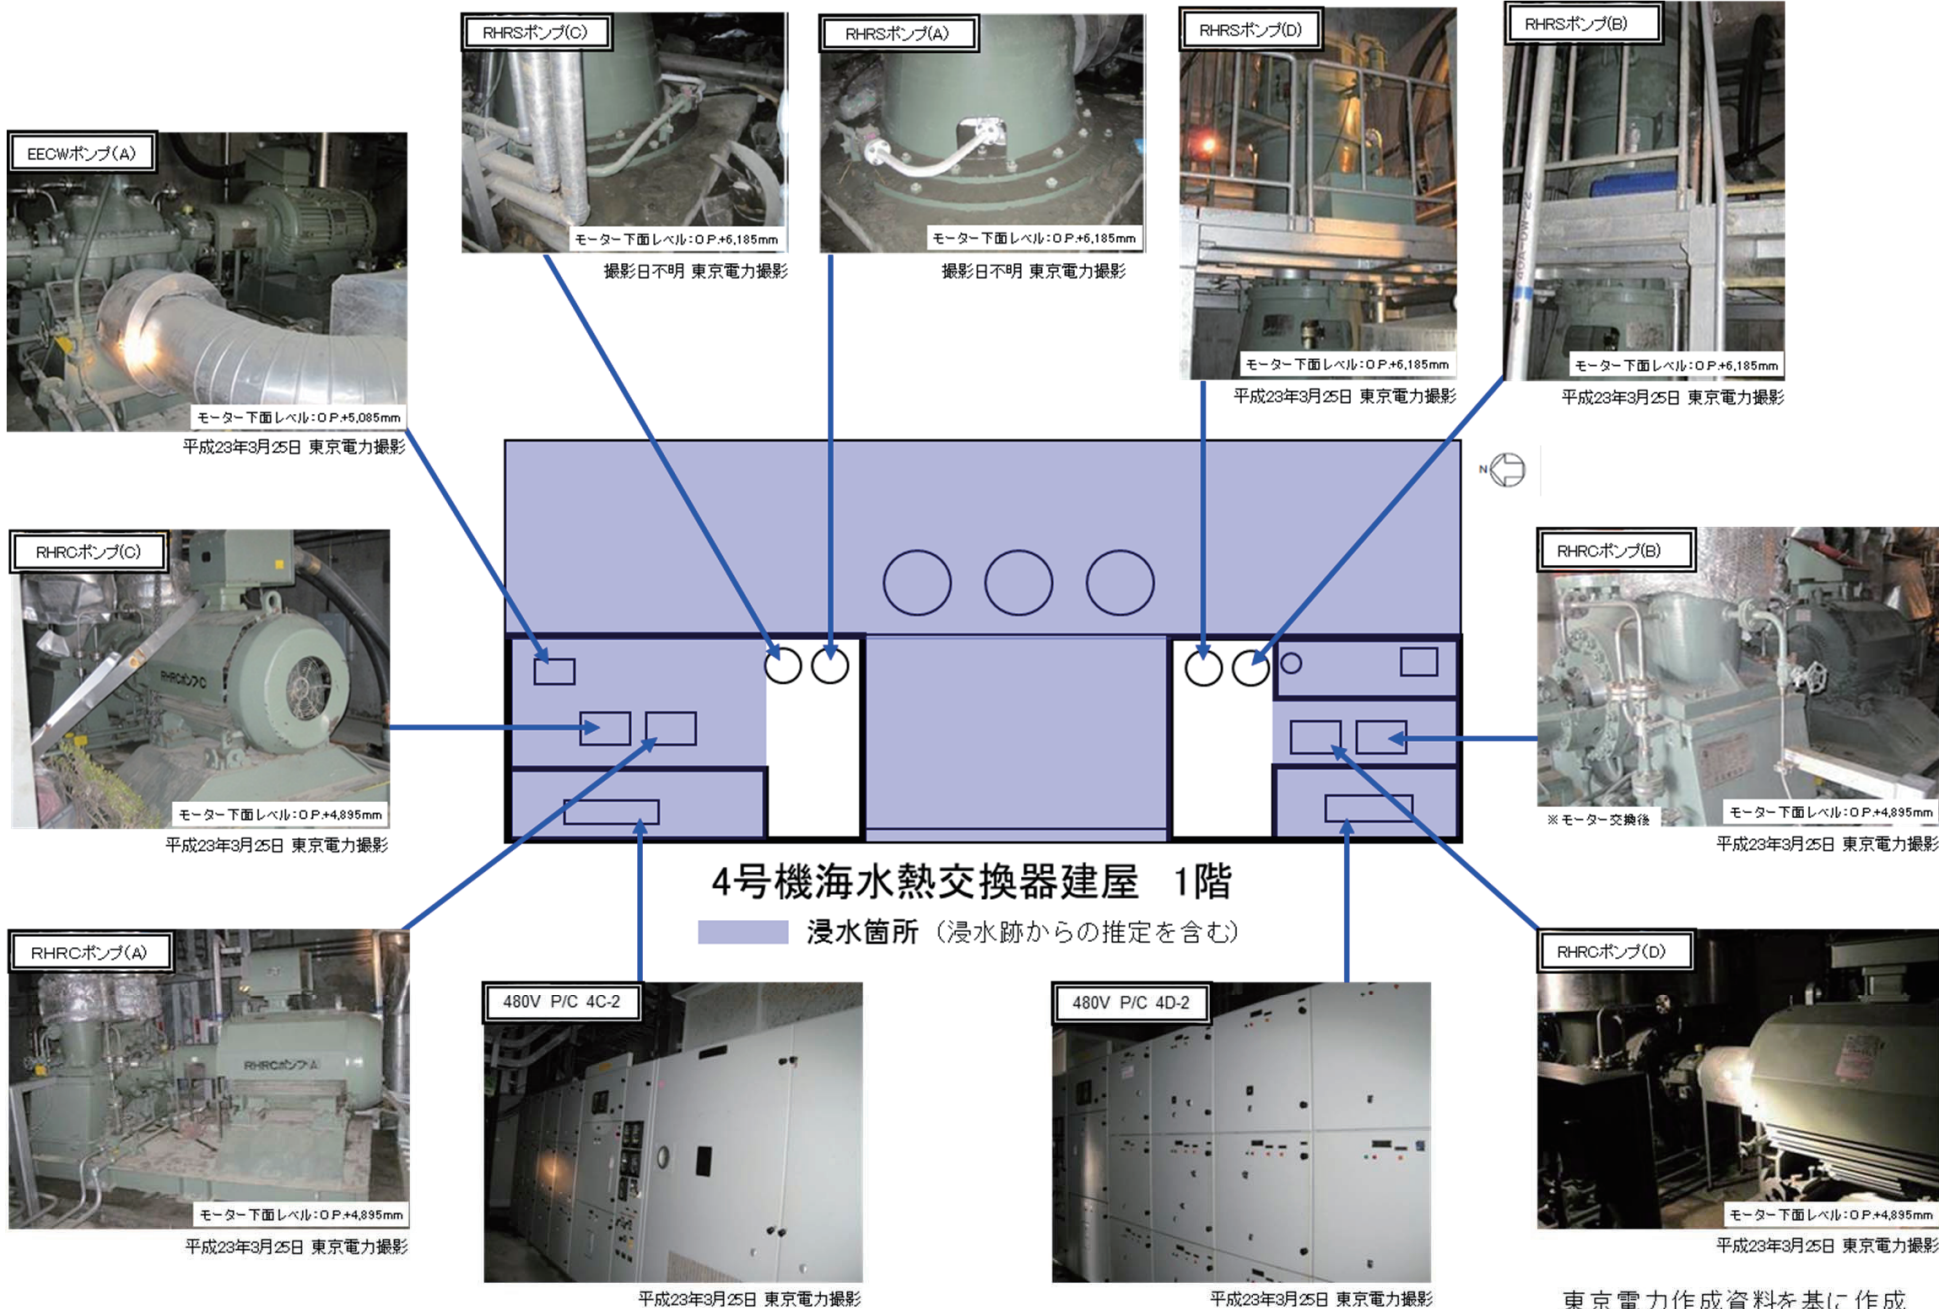 RHRSポンプ(C)
モーター下面レベル:O.P.+6,185mm
撮影日不明 東京電力撮影
RHRSポンプ(A)
モーター下面レベル:O.P.+6,185mm
撮影日不明 東京電力撮影
RHRSポンプ(D)
モーター下面レベル:O.P.+6,185mm
平成23年3月25日 東京電力撮影
RHRSポンプ(B)
モーター下面レベル:O.P.+6,185mm
平成23年3月25日 東京電力撮影
EECWポンプ(A)
モーター下面レベル:O.P.+5,085mm
平成23年3月25日 東京電力撮影
N
RHRCポンプ(C)
RHRCポンプC
モーター下面レベル:O.P.+4,895mm
平成23年3月25日 東京電力撮影
RHRCポンプ(B)
※モーター交換後
モーター下面レベル:O.P.+4,895mm
平成23年3月25日 東京電力撮影
4号機海水熱交換器建屋 1階
浸水箇所（浸水跡からの推定を含む）
RHRCポンプ(A)
RHRCポンプA
モーター下面レベル:O.P.+4,895mm
平成23年3月25日 東京電力撮影
480V P/C 4C-2
平成23年3月25日 東京電力撮影
480V P/C 4D-2
平成23年3月25日 東京電力撮影
RHRCポンプ(D)
モーター下面レベル:O.P.+4,895mm
平成23年3月25日 東京電力撮影
東京電力作成資料を基に作成